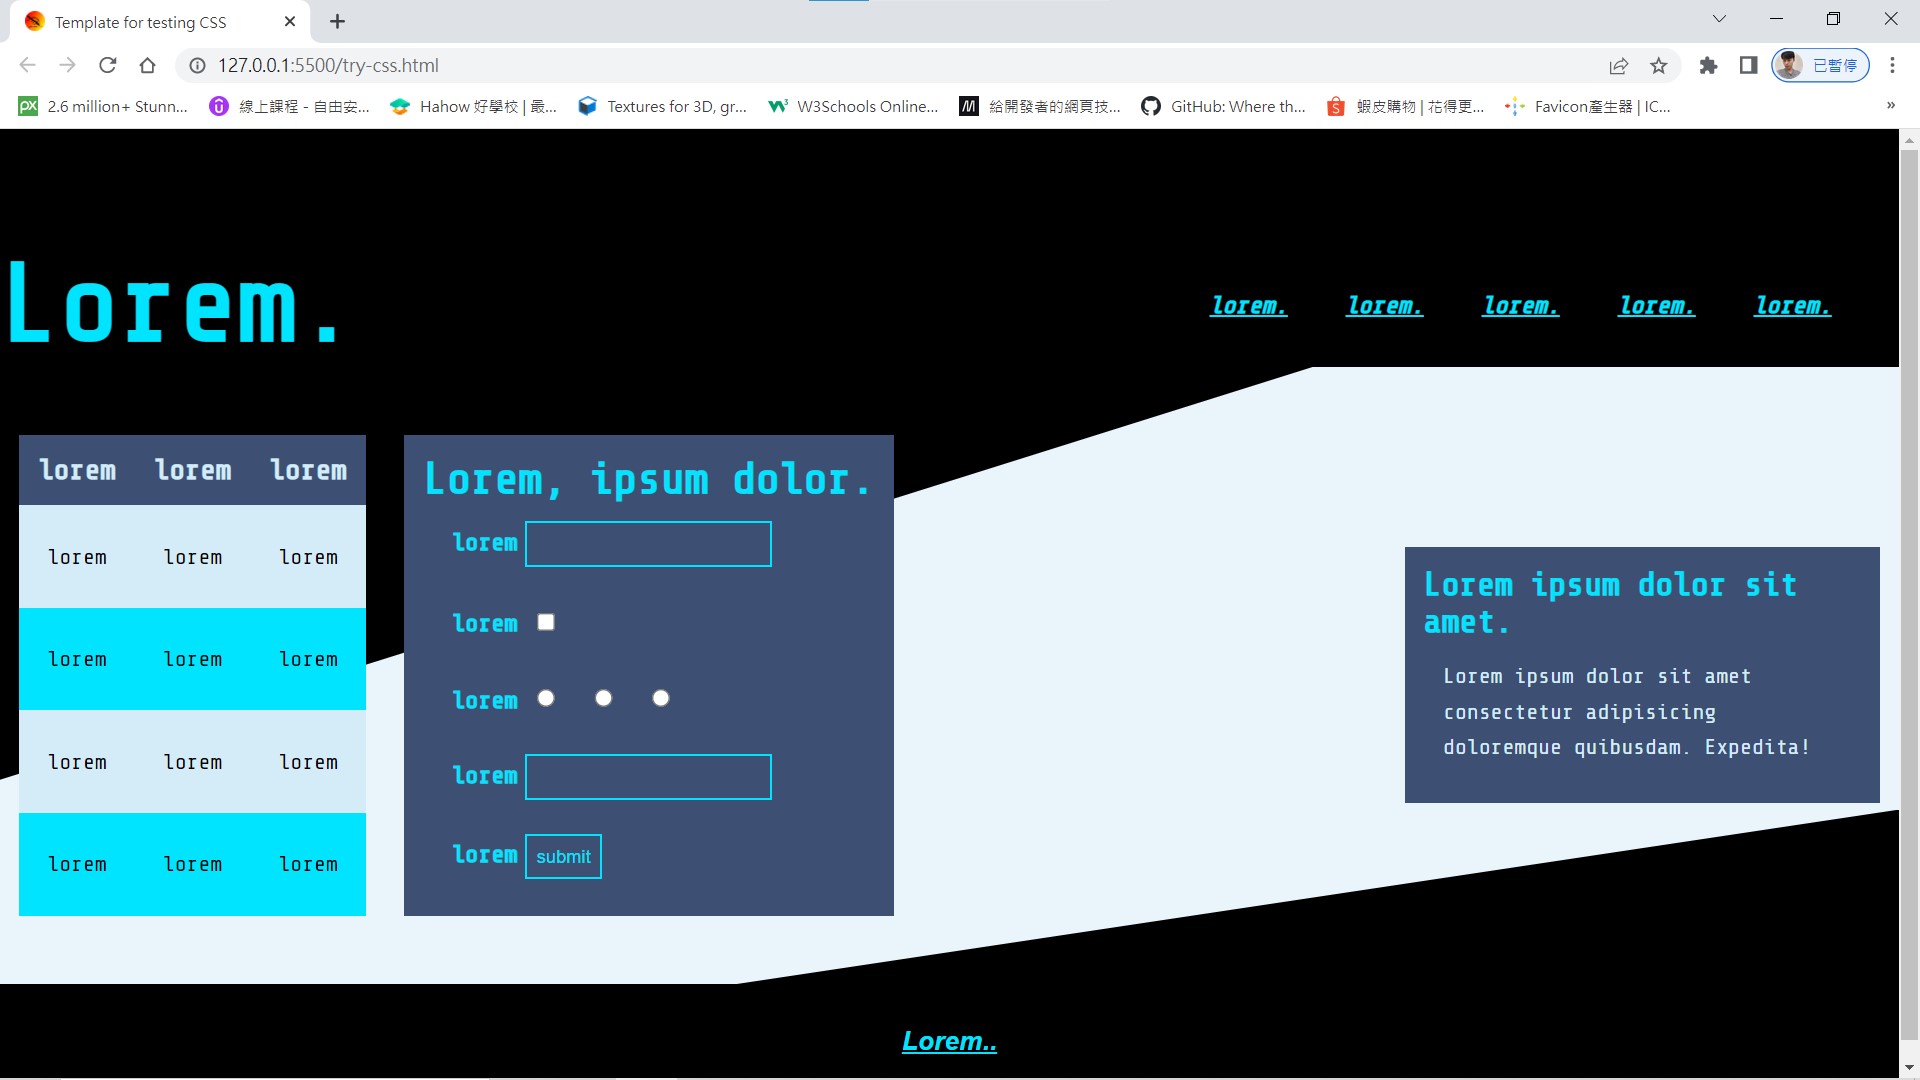 Template for testing CSS
127.0.0.1:5500/try-css.html
已暫停
2.6 million+ Stunn...
線上課程 - 自由安...
Hahow 好學校 | 最...
Textures for 3D, gr...
W3Schools Online...
給開發者的網頁技...
GitHub: Where th...
蝦皮購物 | 花得更...
Favicon產生器 | IC...
Lorem.
lorem. lorem. lorem. lorem. lorem.
lorem lorem lorem
lorem lorem lorem
lorem lorem lorem
lorem lorem lorem
lorem lorem lorem
Lorem, ipsum dolor.
lorem
lorem
lorem
lorem
lorem submit
Lorem ipsum dolor sit
amet.
Lorem ipsum dolor sit amet
consectetur adipisicing
doloremque quibusdam. Expedita!
Lorem..